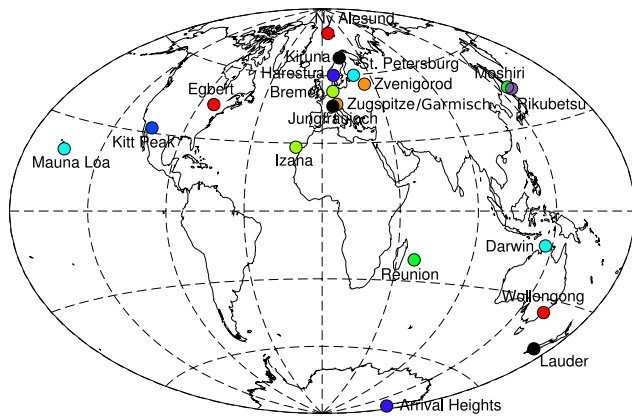 Ny Alesund
Kiruna
St. Petersburg
Harestua
Zvenigorod
Moshiri
Egbert
Bremen
Rikubetsu
Zugspitze/Garmisch
Jungfraujoch
Kitt Peak
Mauna Loa
Izana
Darwin
Reunion
Wollongong
Lauder
Arrival Heights